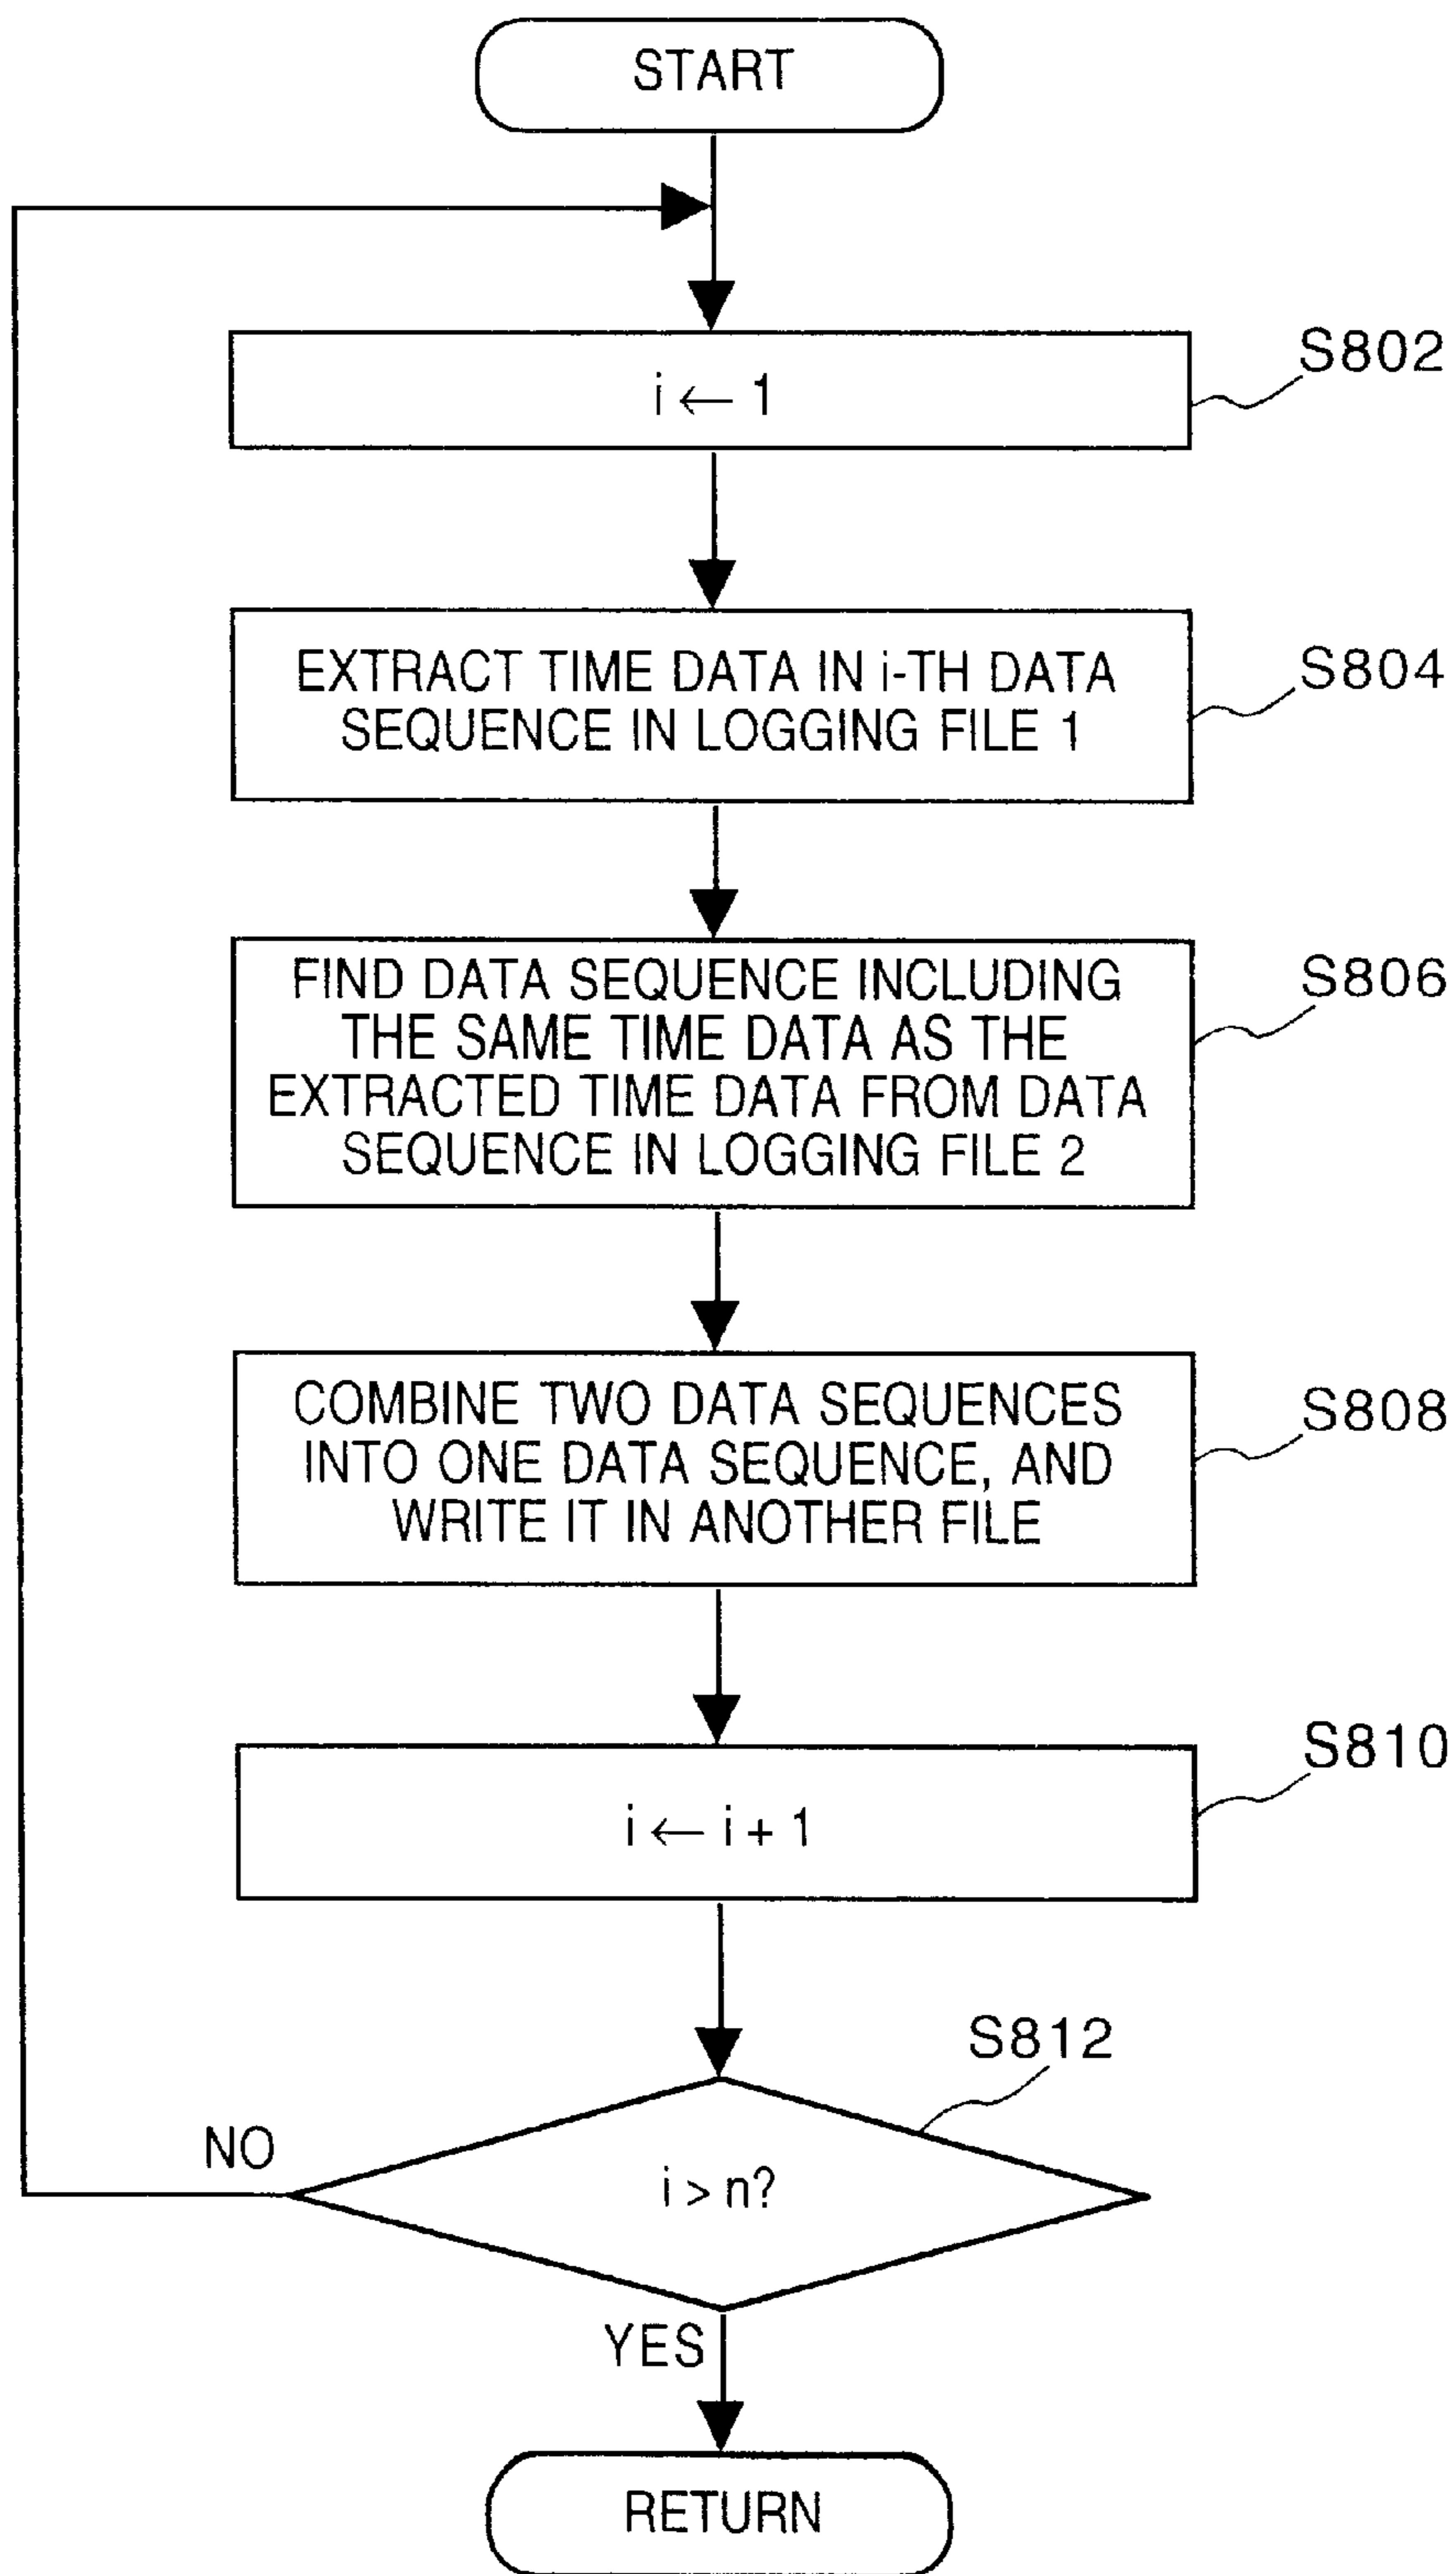 START
i ← 1
S802
EXTRACT TIME DATA IN i-TH DATA
SEQUENCE IN LOGGING FILE 1
S804
FIND DATA SEQUENCE INCLUDING
THE SAME TIME DATA AS THE
EXTRACTED TIME DATA FROM DATA
SEQUENCE IN LOGGING FILE 2
S806
COMBINE TWO DATA SEQUENCES
INTO ONE DATA SEQUENCE, AND
WRITE IT IN ANOTHER FILE
S808
i ← i + 1
S810
S812
NO
i > n?
YES
RETURN